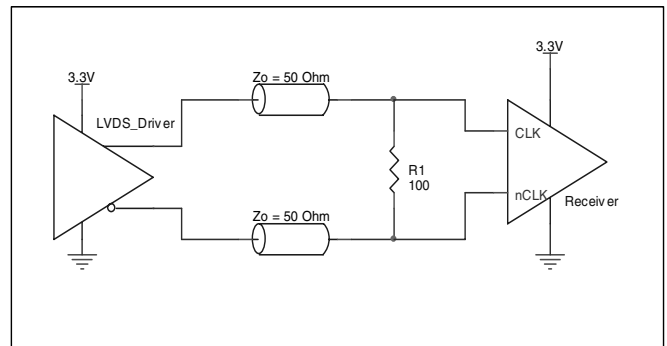 3.3V
LVDS_Driver
Zo = 50 Ohm
Zo = 50 Ohm
R1
100
3.3V
CLK
nCLK
Receiver